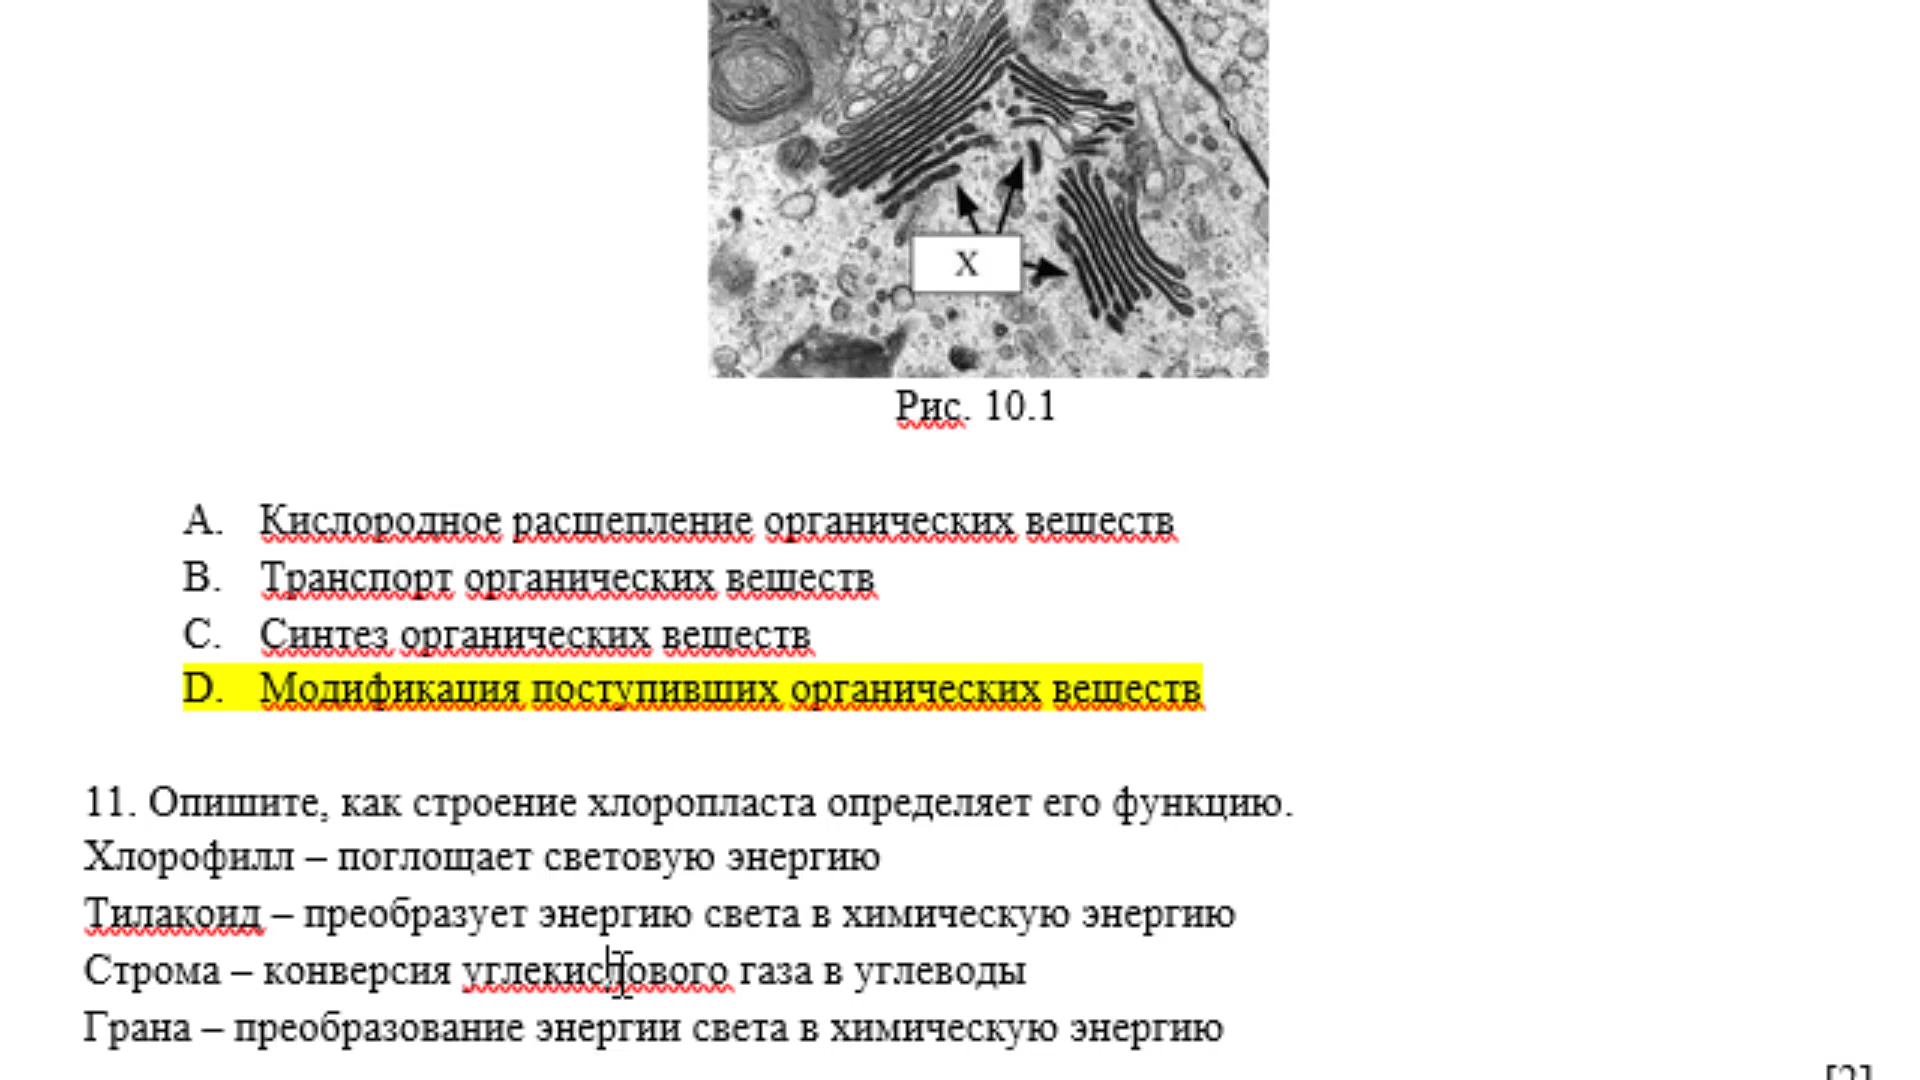 X
Рис. 10.1
A. Кислородное расщепление органических веществ
B. Транспорт органических веществ
C. Синтез органических веществ
D. Модификация поступивших органических веществ
11. Опишите, как строение хлоропласта определяет его функцию.
Хлорофилл – поглощает световую энергию
Тилакоид – преобразует энергию света в химическую энергию
Строма – конверсия углекислового газа в углеводы
Грана – преобразование энергии света в химическую энергию